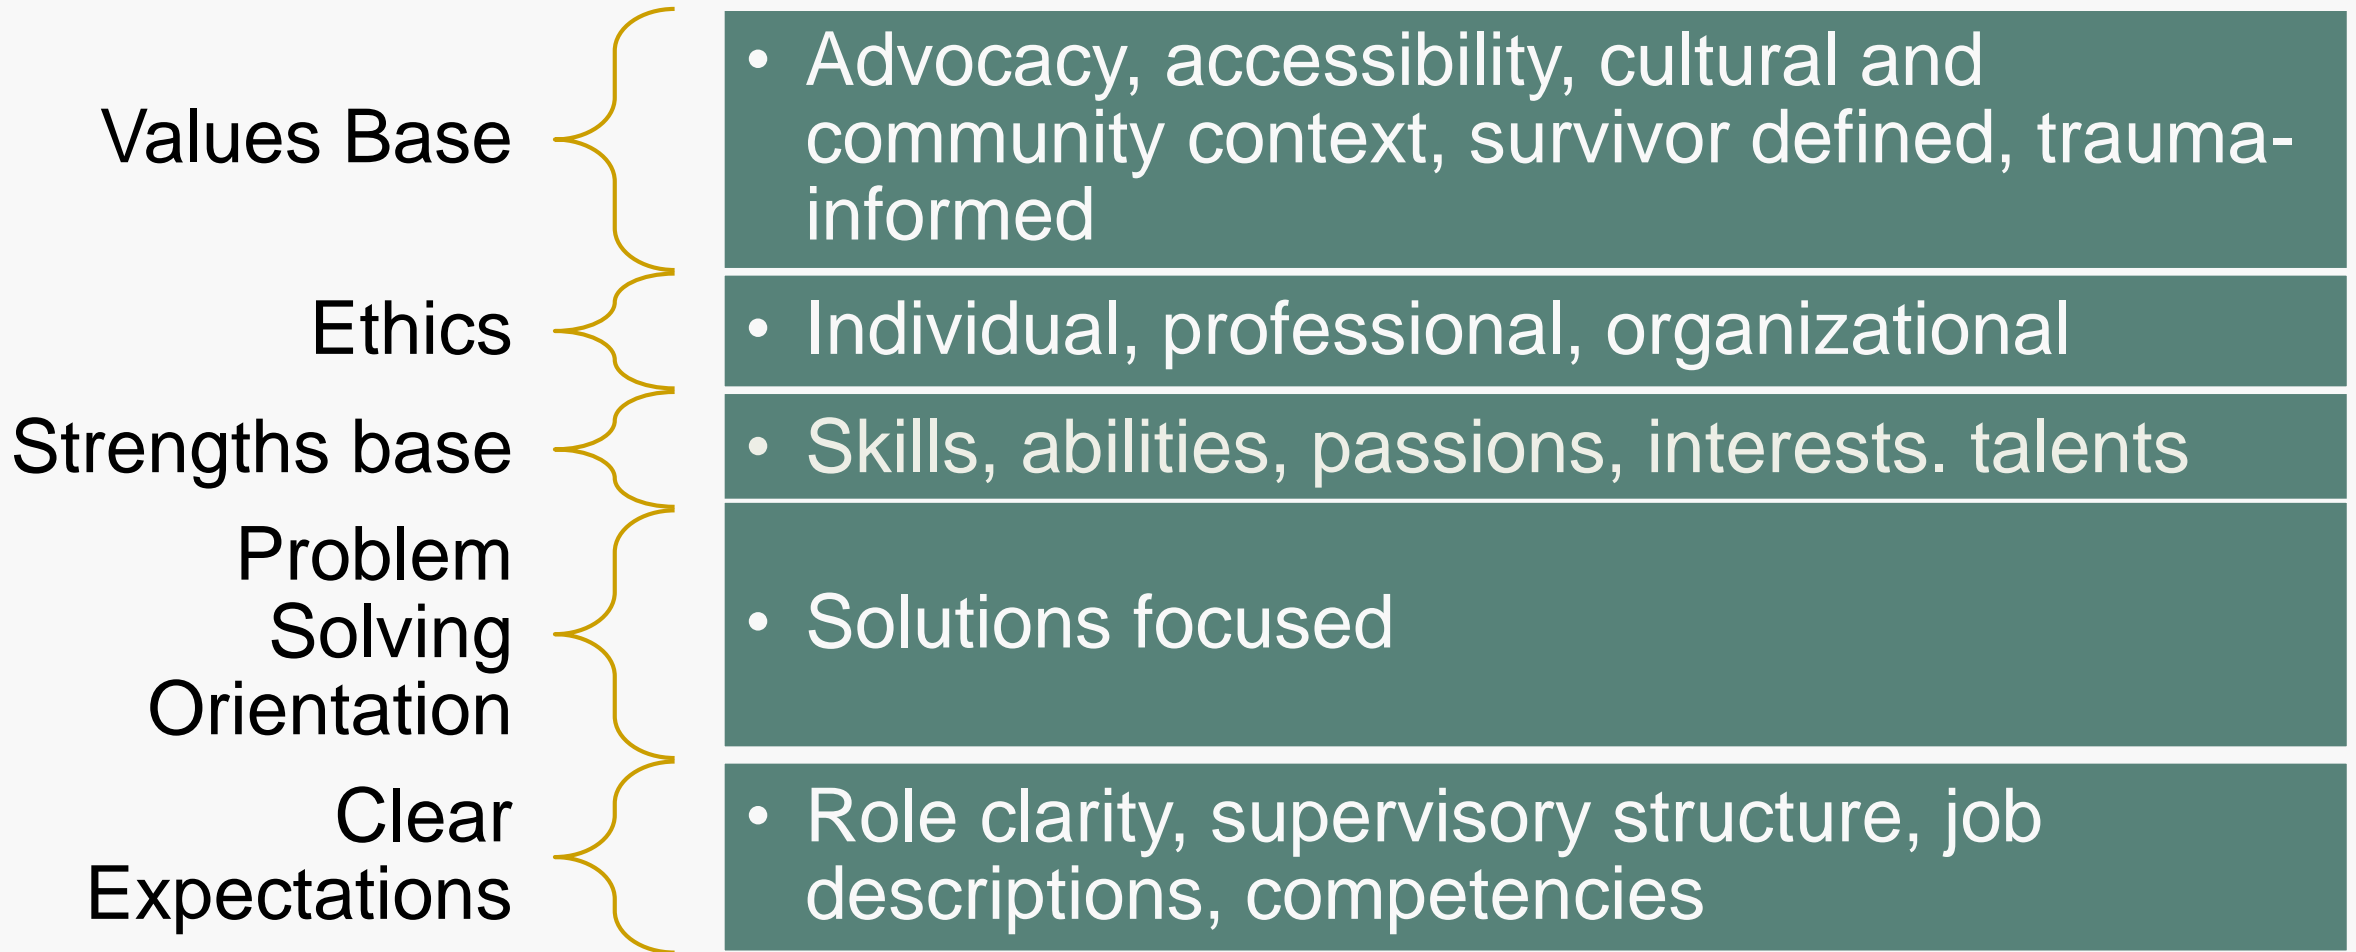 Values Base
• Advocacy, accessibility, cultural and
community context, survivor defined, trauma-
informed
Ethics
• Individual, professional, organizational
Strengths base
• Skills, abilities, passions, interests. talents
Problem
Solving
Orientation
• Solutions focused
Clear
Expectations
• Role clarity, supervisory structure, job
descriptions, competencies